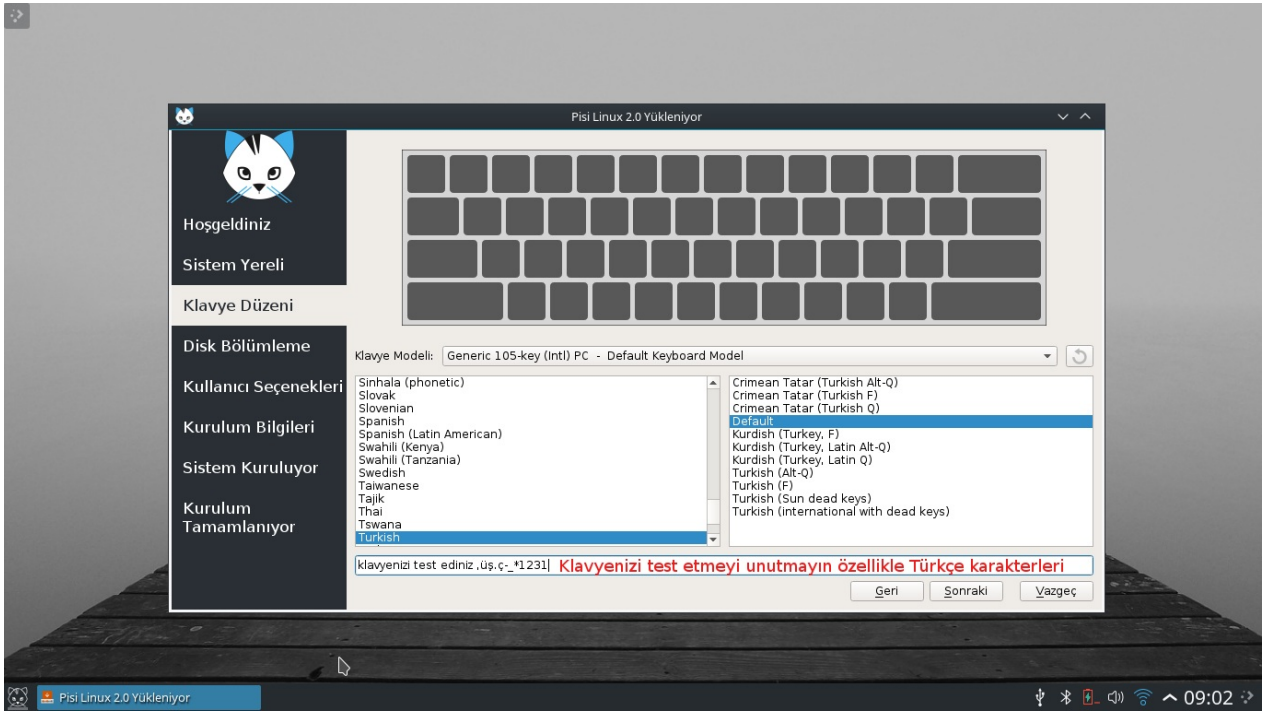 Pisi Linux 2.0 Yükleniyor
Hoşgeldiniz
Sistem Yereli
Klavye Düzeni
Disk Bölümleme
Kullanıcı Seçenekleri
Kurulum Bilgileri
Sistem Kuruluyor
Kurulum
Tamamlanıyor
Klavye Modeli: Generic 105-key (Intl) PC - Default Keyboard Model
Sinhala (phonetic)
Slovak
Slovenian
Spanish
Spanish (Latin American)
Swahili (Kenya)
Swahili (Tanzania)
Swedish
Taiwanese
Tajik
Thai
Tswana
Turkish
Crimean Tatar (Turkish Alt-Q)
Crimean Tatar (Turkish F)
Crimean Tatar (Turkish Q)
Default
Kurdish (Turkey, F)
Kurdish (Turkey, Latin Alt-Q)
Kurdish (Turkey, Latin Q)
Turkish (Alt-Q)
Turkish (F)
Turkish (Sun dead keys)
Turkish (international with dead keys)
klavyenizi test ediniz ,üş.ç-_*1231 Klavyenizi test etmeyi unutmayın özellikle Türkçe karakterleri
Geri Sonraki Vazgeç
Pisi Linux 2.0 Yükleniyor 09:02